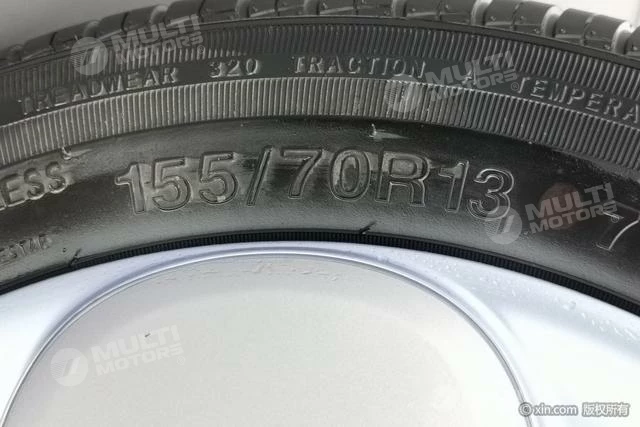 TREADWEAR 320 TRACTION A TEMPERA
LESS 155/70R13 7
MULTI MOTORS
MULTI MOTORS
MULTI MOTORS
MULTI MOTORS
xin.com 版权所有